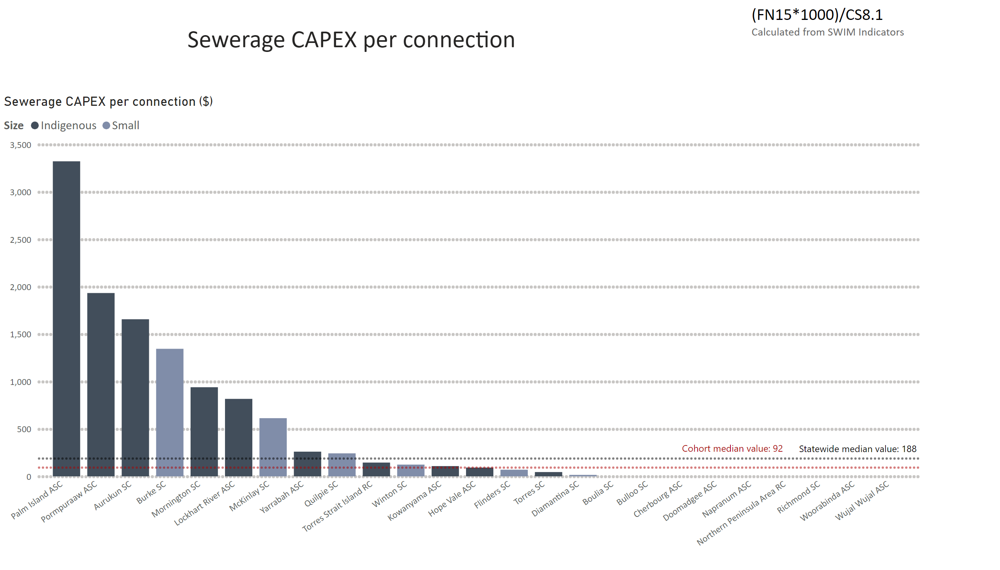 (FN15*1000)/CS8.1
Calculated from SWIM Indicators
Sewerage CAPEX per connection
Sewerage CAPEX per connection ($)
Size Indigenous Small
3,500
3,000
2,500
2,000
1,500
1,000
500
0
Cohort median value: 92
Statewide median value: 188
Palm Island ASC
Pormpuraaw ASC
Aurukun SC
Burke SC
Mornington SC
Lockhart River ASC
McKinlay SC
Yarrabah ASC
Quilpie SC
Torres Strait Island RC
Winton SC
Kowanyama ASC
Hope Vale ASC
Flinders SC
Torres SC
Diamantina SC
Boulia SC
Bulloo SC
Cherbourg ASC
Doomadgee ASC
Napranum ASC
Northern Peninsula Area RC
Richmond SC
Woorabinda ASC
Wujal Wujal ASC